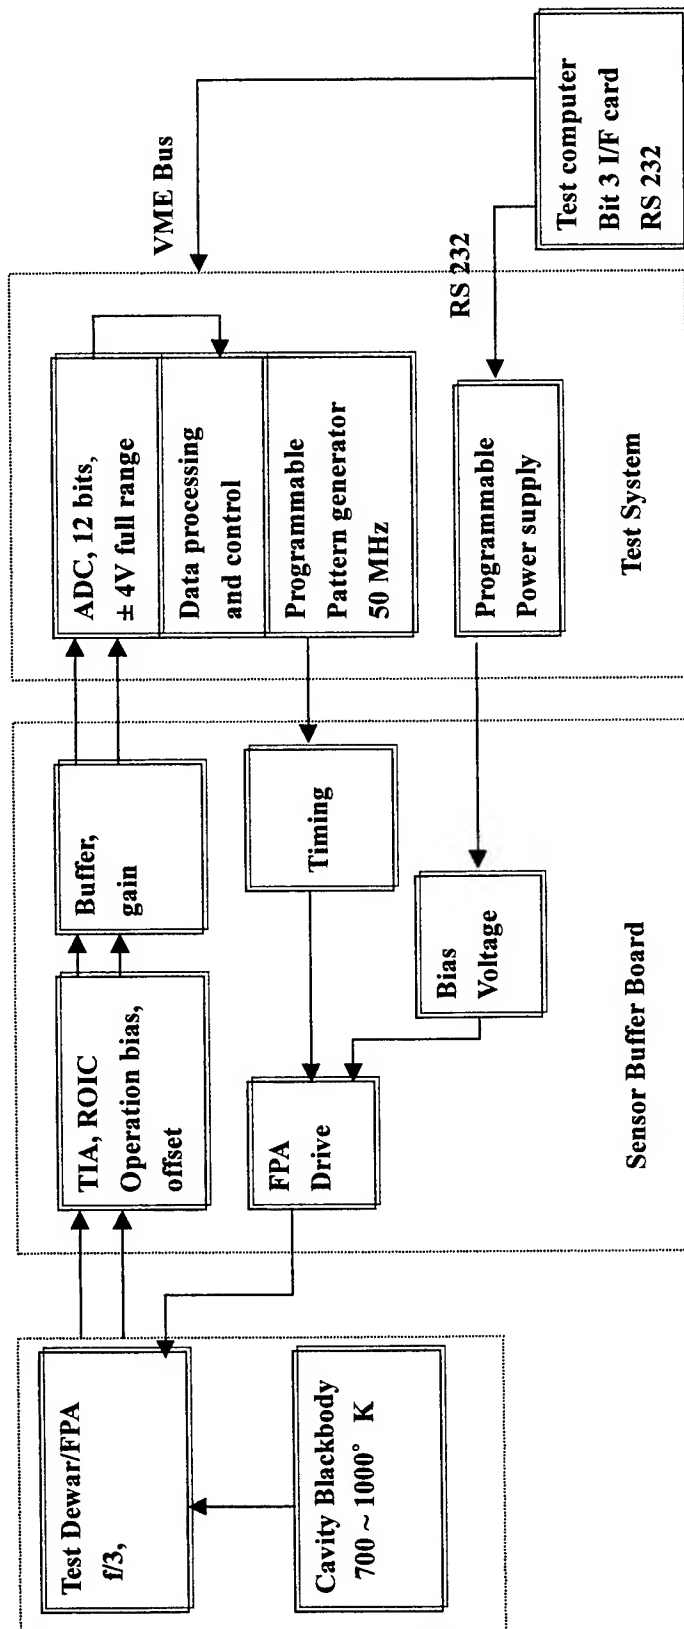 Test Dewar/FPA
f/3,
Cavity Blackbody
700 ~ 1000° K
TIA, ROIC
Operation bias,
offset
Buffer,
gain
FPA
Drive
Timing
Bias
Voltage
Sensor Buffer Board
ADC, 12 bits,
± 4V full range
Data processing
and control
Programmable
Pattern generator
50 MHz
Programmable
Power supply
Test System
VME Bus
RS 232
Test computer
Bit 3 I/F card
RS 232